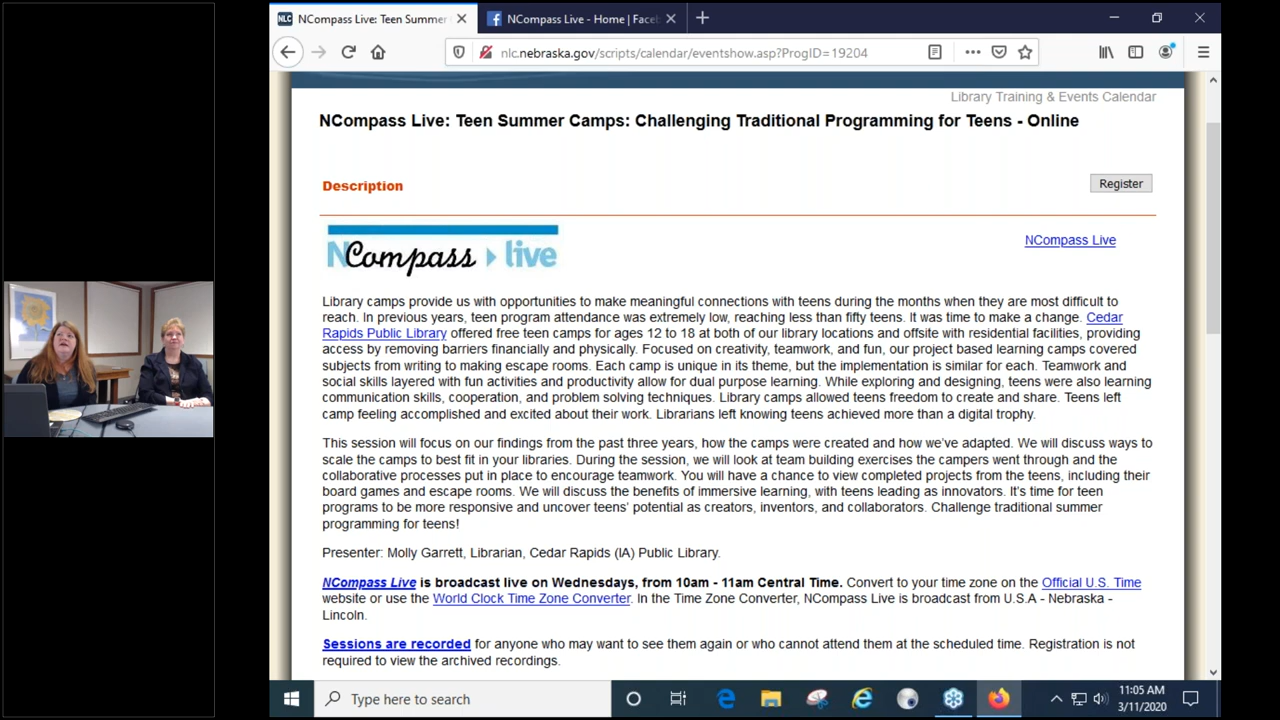 NLC NCompass Live: Teen Summer
NCompass Live - Home | Faceb
nlc.nebraska.gov/scripts/calendar/eventshow.asp?ProgID=19204
Library Training & Events Calendar
NCompass Live: Teen Summer Camps: Challenging Traditional Programming for Teens - Online
Description
Register
NCompass live
NCompass Live
Library camps provide us with opportunities to make meaningful connections with teens during the months when they are most difficult to
reach. In previous years, teen program attendance was extremely low, reaching less than fifty teens. It was time to make a change. Cedar
Rapids Public Library offered free teen camps for ages 12 to 18 at both of our library locations and offsite with residential facilities, providing
access by removing barriers financially and physically. Focused on creativity, teamwork, and fun, our project based learning camps covered
subjects from writing to making escape rooms. Each camp is unique in its theme, but the implementation is similar for each. Teamwork and
social skills layered with fun activities and productivity allow for dual purpose learning. While exploring and designing, teens were also learning
communication skills, cooperation, and problem solving techniques. Library camps allowed teens freedom to create and share. Teens left
camp feeling accomplished and excited about their work. Librarians left knowing teens achieved more than a digital trophy.
This session will focus on our findings from the past three years, how the camps were created and how we've adapted. We will discuss ways to
scale the camps to best fit in your libraries. During the session, we will look at team building exercises the campers went through and the
collaborative processes put in place to encourage teamwork. You will have a chance to view completed projects from the teens, including their
board games and escape rooms. We will discuss the benefits of immersive learning, with teens leading as innovators. It's time for teen
programs to be more responsive and uncover teens' potential as creators, inventors, and collaborators. Challenge traditional summer
programming for teens!
Presenter: Molly Garrett, Librarian, Cedar Rapids (IA) Public Library.
NCompass Live is broadcast live on Wednesdays, from 10am - 11am Central Time. Convert to your time zone on the Official U.S. Time
website or use the World Clock Time Zone Converter. In the Time Zone Converter, NCompass Live is broadcast from U.S.A - Nebraska -
Lincoln.
Sessions are recorded for anyone who may want to see them again or who cannot attend them at the scheduled time. Registration is not
required to view the archived recordings.
Type here to search
11:05 AM
3/11/2020